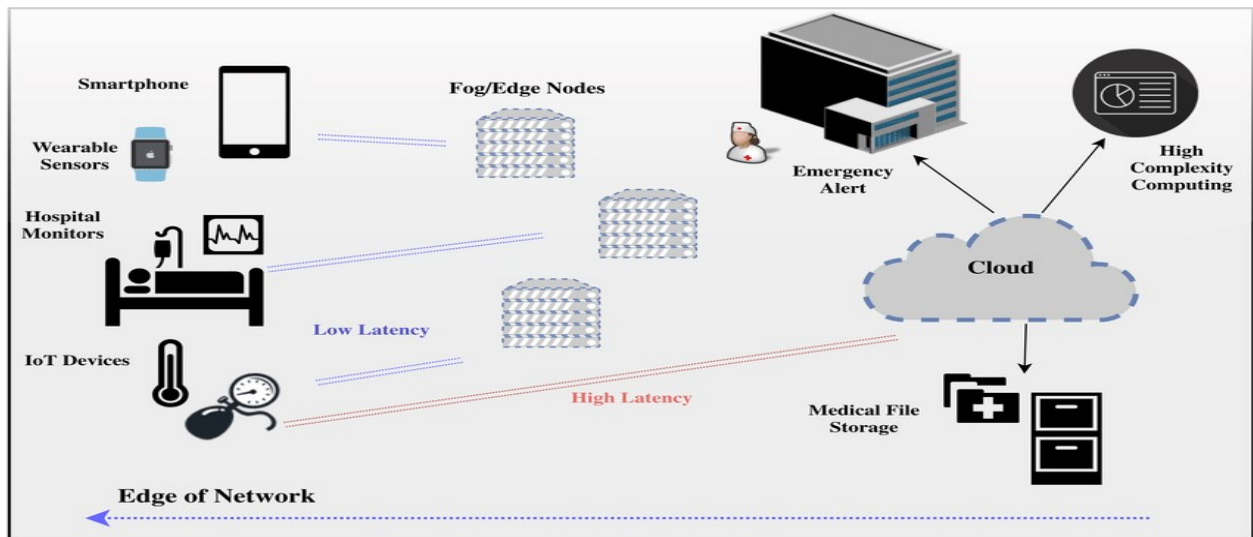 Smartphone
Wearable
Sensors
Hospital
Monitors
IoT Devices
Fog/Edge Nodes
Low Latency
High Latency
Emergency
Alert
High
Complexity
Computing
Cloud
Medical File
Storage
Edge of Network